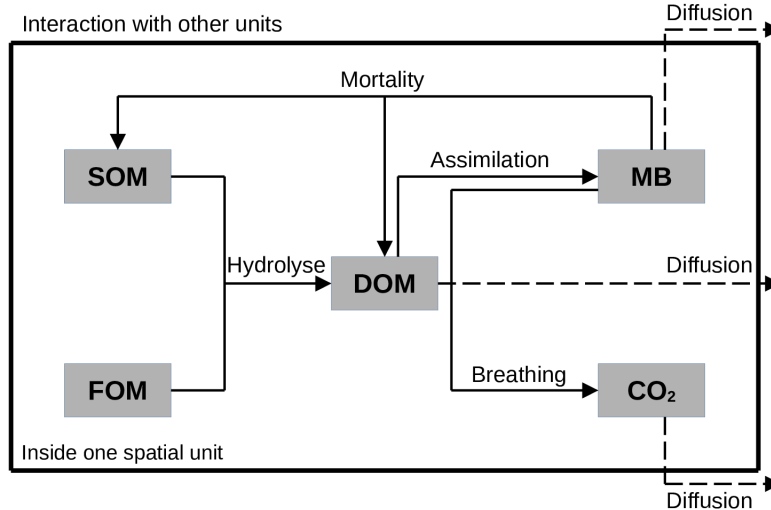 Diffusion
Interaction with other units
Mortality
Assimilation
SOM
MB
Hydrolyse
Diffusion
DOM
Breathing
FOM
CO₂
Inside one spatial unit
Diffusion